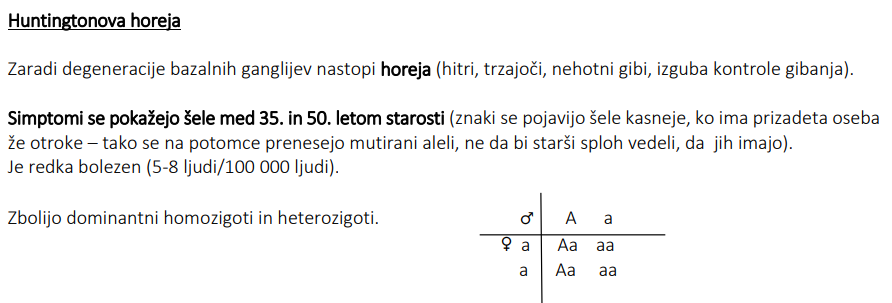 Huntingtonova horeja
Zaradi degeneracije bazalnih ganglijev nastopi horeja (hitri, trzajoči, nehotni gibi, izguba kontrole gibanja).
Simptomi se pokažejo šele med 35. in 50. letom starosti (znaki se pojavijo šele kasneje, ko ima prizadeta oseba
že otroke – tako se na potomce prenesejo mutirani aleli, ne da bi starši sploh vedeli, da jih imajo).
Je redka bolezen (5-8 ljudi/100 000 ljudi).
Zbolijo dominantni homozigoti in heterozigoti.
♂ A a
♀ a Aa aa
a Aa aa